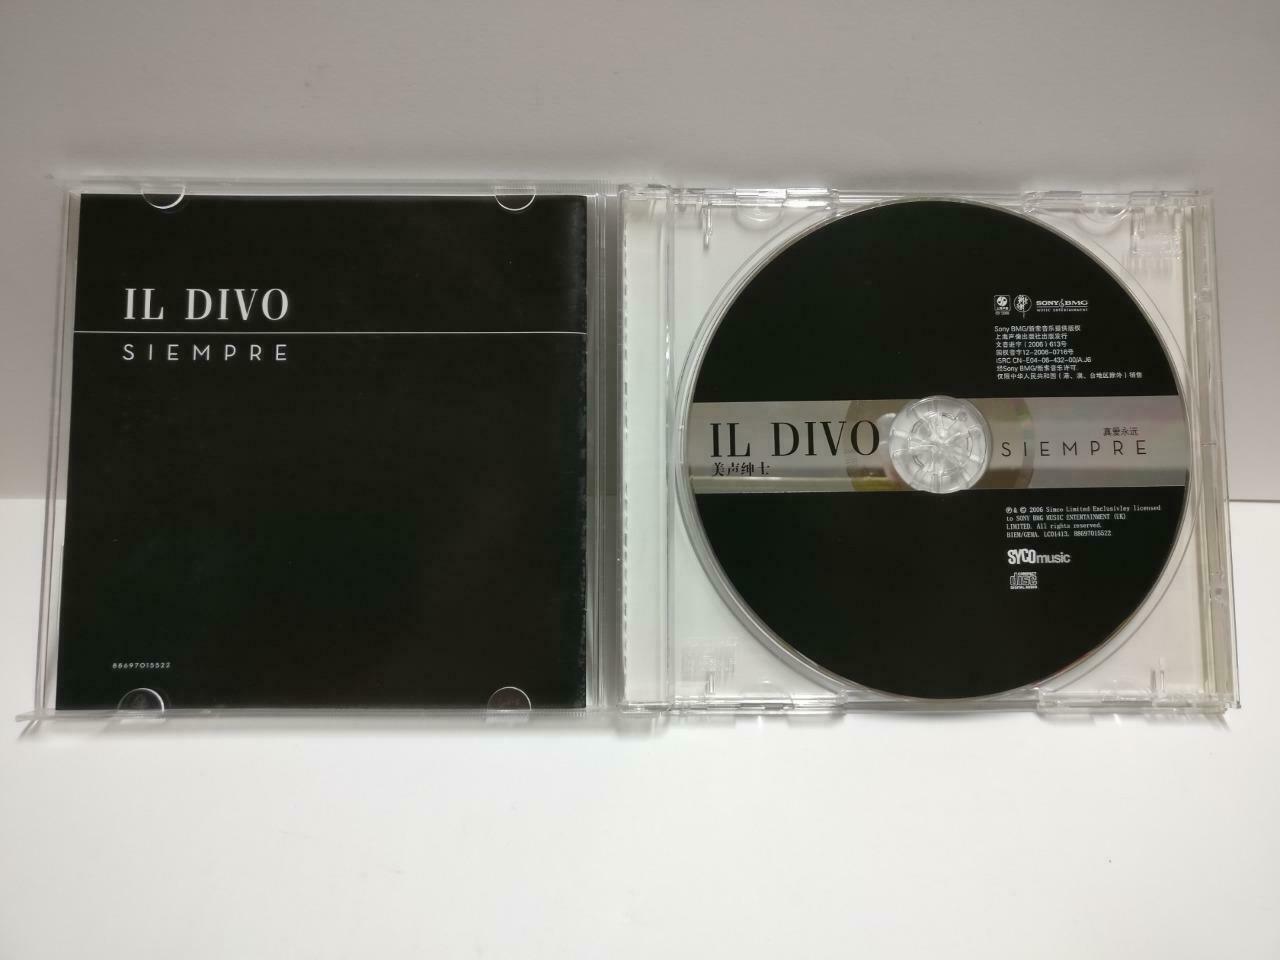 IL DIVO
SIEMPRE
88697015522
SONY BMG
MUSIC ENTERTAINMENT
Sony BMG/新索音乐提供版权
上海声像出版社出版发行
文音进字(2006)613号
国权音字12-2006-0716号
ISRC CN-E04-06-432-00/A.J6
经Sony BMG/新索音乐许可
仅限中华人民共和国(港、澳、台地区除外)销售
IL DIVO
美声绅士
真爱永远
SIEMPRE
℗ & © 2006 Simco Limited Exclusivley licensed
to SONY BMG MUSIC ENTERTAINMENT (UK)
LIMITED. All rights reserved.
BIEM/GEMA. LC01413. 88697015522
SYCOmusic
COMPACT
disc
DIGITAL AUDIO